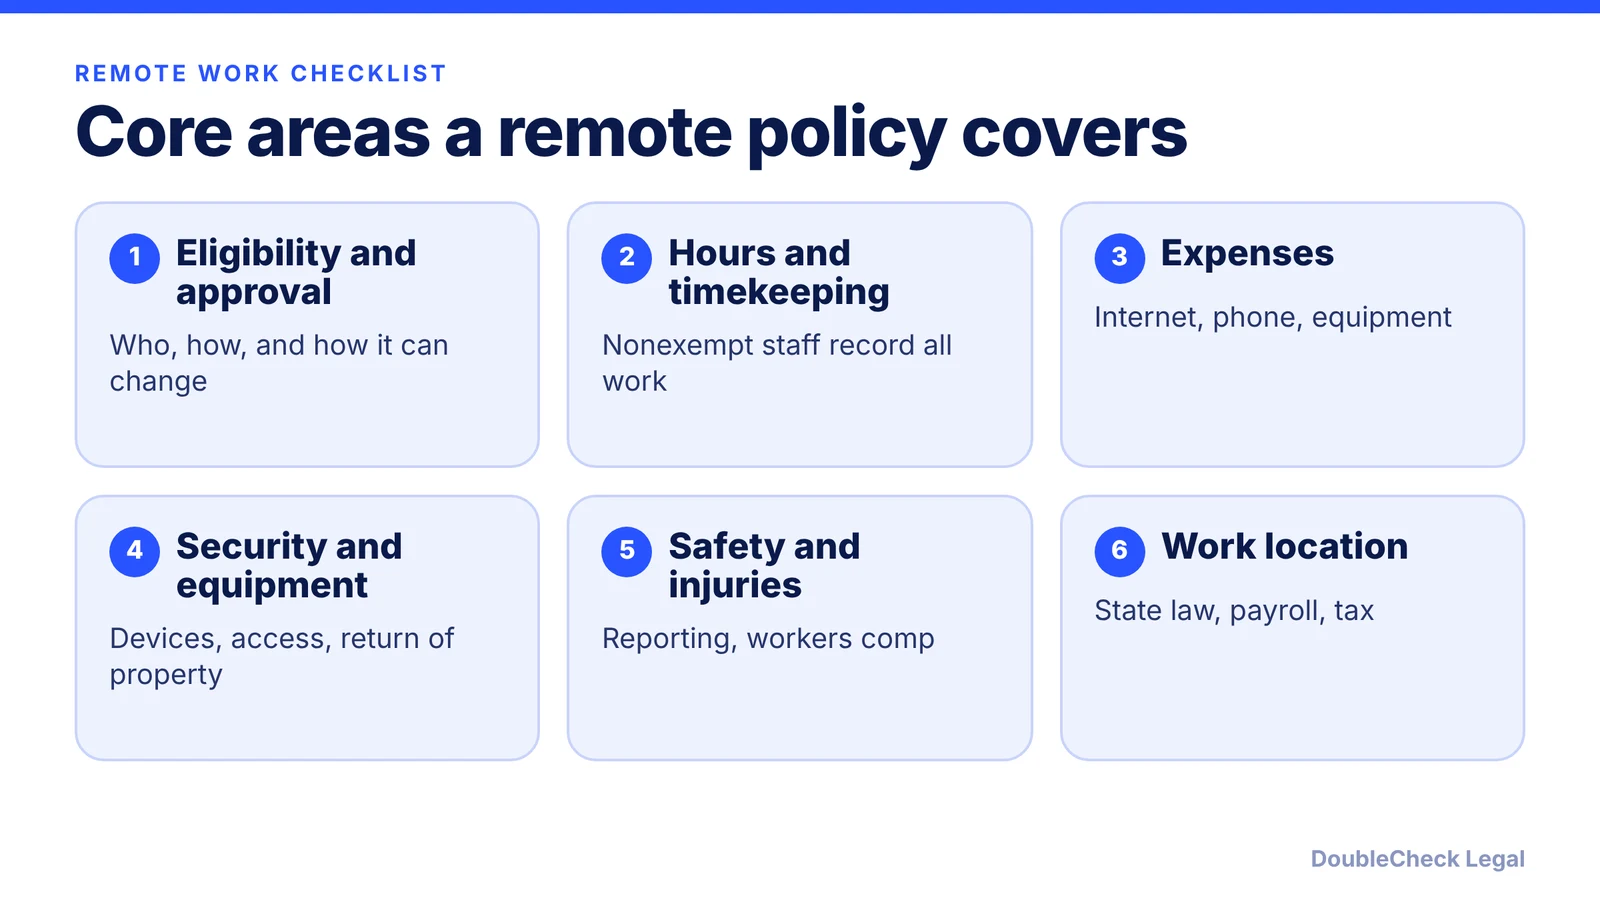 REMOTE WORK CHECKLIST
Core areas a remote policy covers
1
Eligibility and
approval
Who, how, and how it can
change
2
Hours and
timekeeping
Nonexempt staff record all
work
3
Expenses
Internet, phone, equipment
4
Security and
equipment
Devices, access, return of
property
5
Safety and
injuries
Reporting, workers comp
6
Work location
State law, payroll, tax
DoubleCheck Legal